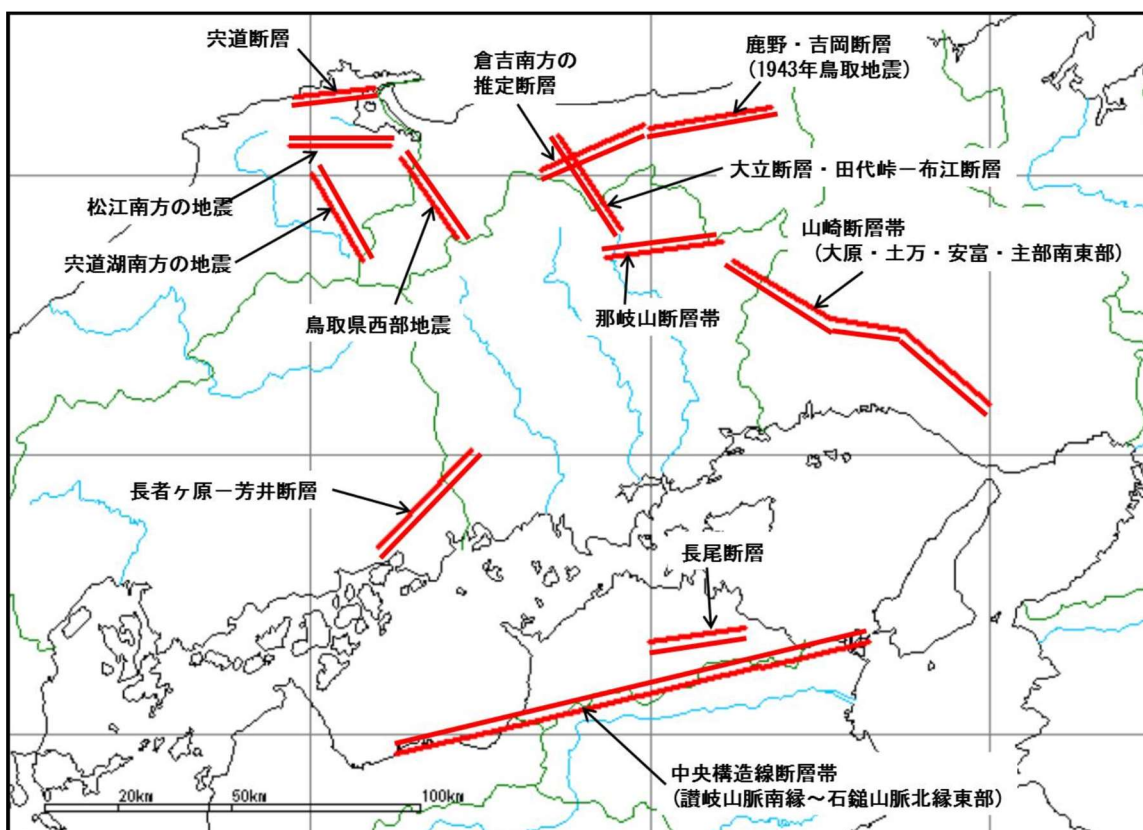 宍道断層
倉吉南方の
推定断層
鹿野・吉岡断層
(1943年鳥取地震)
大立断層・田代峠－布江断層
松江南方の地震
宍道湖南方の地震
鳥取県西部地震
那岐山断層帯
山崎断層帯
(大原・土万・安富・主部南東部)
長者ヶ原－芳井断層
長尾断層
中央構造線断層帯
(讃岐山脈南縁～石鎚山脈北縁東部)
0 20km 50km 100km